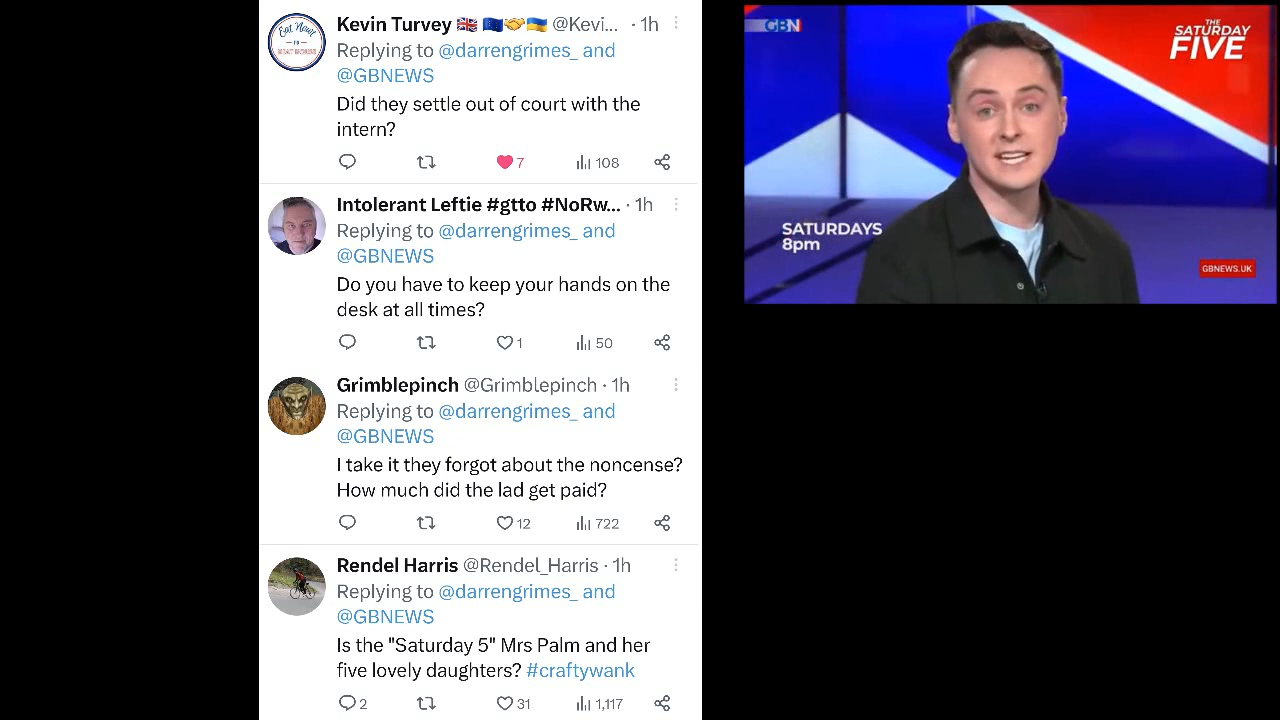 Kevin Turvey 🇬🇧 🇪🇺🤝🇺🇦 @Kevi... · 1h
Replying to @darrengrimes_ and
@GBNEWS
Did they settle out of court with the
intern?
7 108
Intolerant Leftie #gtto #NoRw... · 1h
Replying to @darrengrimes_ and
@GBNEWS
Do you have to keep your hands on the
desk at all times?
1 50
Grimblepinch @Grimblepinch · 1h
Replying to @darrengrimes_ and
@GBNEWS
I take it they forgot about the noncense?
How much did the lad get paid?
12 722
Rendel Harris @Rendel_Harris · 1h
Replying to @darrengrimes_ and
@GBNEWS
Is the "Saturday 5" Mrs Palm and her
five lovely daughters? #craftywank
2 31 1,117
GBN
THE
SATURDAY
FIVE
SATURDAYS
8pm
GBNEWS.UK